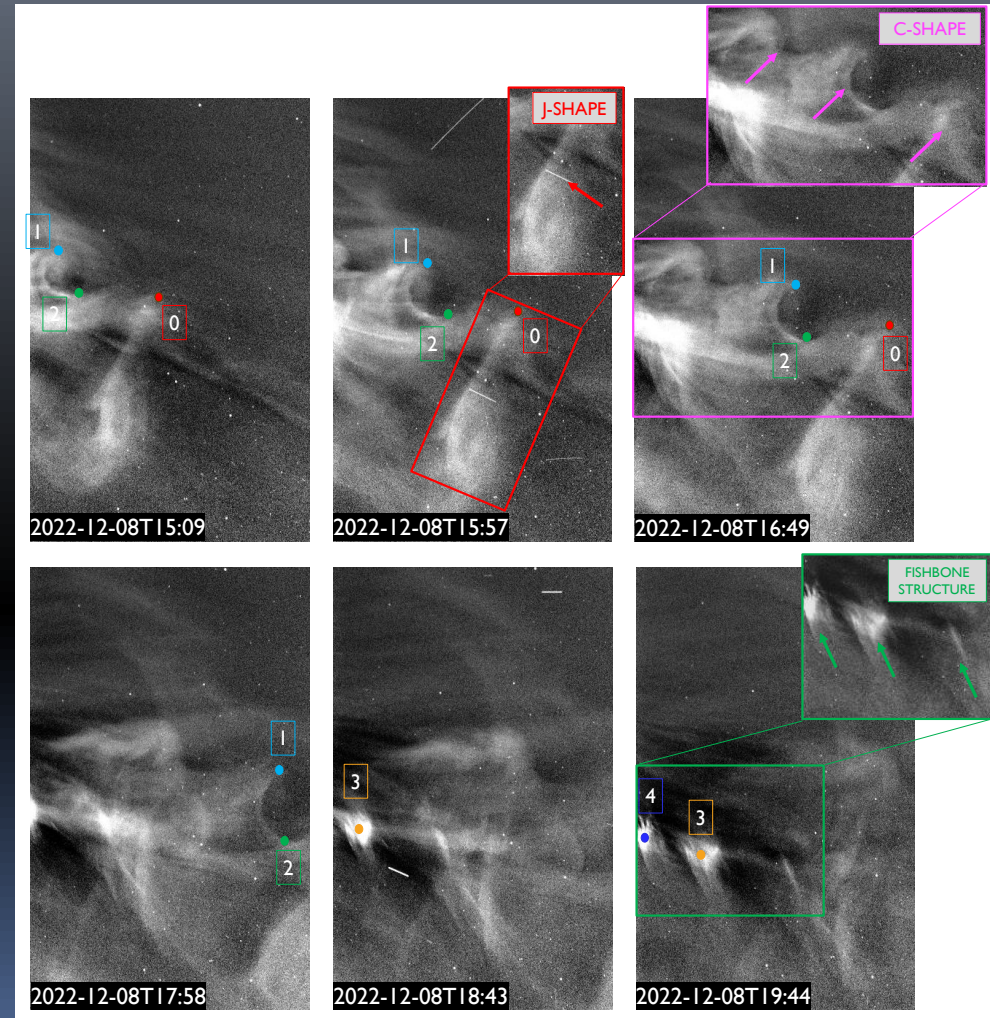 C-SHAPE
J-SHAPE
1
2
0
2022-12-08T15:09
1
2
0
2022-12-08T15:57
1
2
0
2022-12-08T16:49
FISHBONE
STRUCTURE
1
2
2022-12-08T17:58
3
2022-12-08T18:43
4
3
2022-12-08T19:44